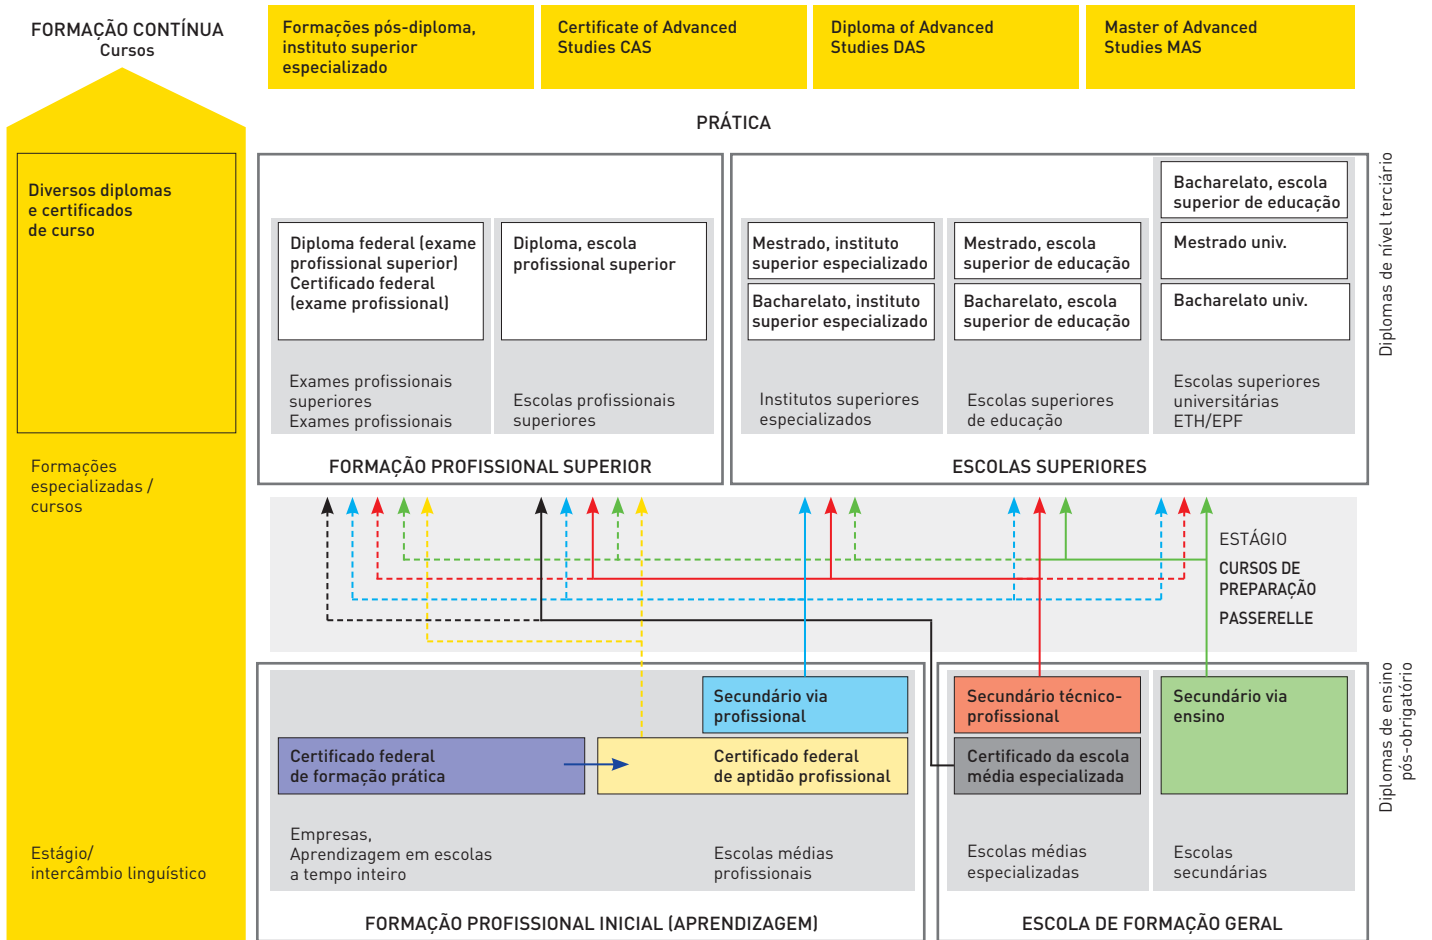 FORMAÇÃO CONTÍNUA
Cursos
Formações pós-diploma,
instituto superior
especializado
Certificate of Advanced
Studies CAS
Diploma of Advanced
Studies DAS
Master of Advanced
Studies MAS
PRÁTICA
Diversos diplomas
e certificados
de curso
Formações
especializadas /
cursos
Estágio/
intercâmbio linguístico
Diploma federal (exame
profissional superior)
Certificado federal
(exame profissional)
Exames profissionais
superiores
Exames profissionais
Diploma, escola
profissional superior
Escolas profissionais
superiores
FORMAÇÃO PROFISSIONAL SUPERIOR
Mestrado, instituto
superior especializado
Bacharelato, instituto
superior especializado
Institutos superiores
especializados
Mestrado, escola
superior de educação
Bacharelato, escola
superior de educação
Escolas superiores
de educação
Bacharelato, escola
superior de educação
Mestrado univ.
Bacharelato univ.
Escolas superiores
universitárias
ETH/EPF
ESCOLAS SUPERIORES
Diplomas de nível terciário
ESTÁGIO
CURSOS DE
PREPARAÇÃO
PASSERELLE
Secundário via
profissional
Certificado federal
de formação prática
Certificado federal
de aptidão profissional
Empresas,
Aprendizagem em escolas
a tempo inteiro
Escolas médias
profissionais
FORMAÇÃO PROFISSIONAL INICIAL (APRENDIZAGEM)
Secundário técnico-
profissional
Certificado da escola
média especializada
Escolas médias
especializadas
Secundário via
ensino
Escolas
secundárias
ESCOLA DE FORMAÇÃO GERAL
Diplomas de ensino
pós-obrigatório